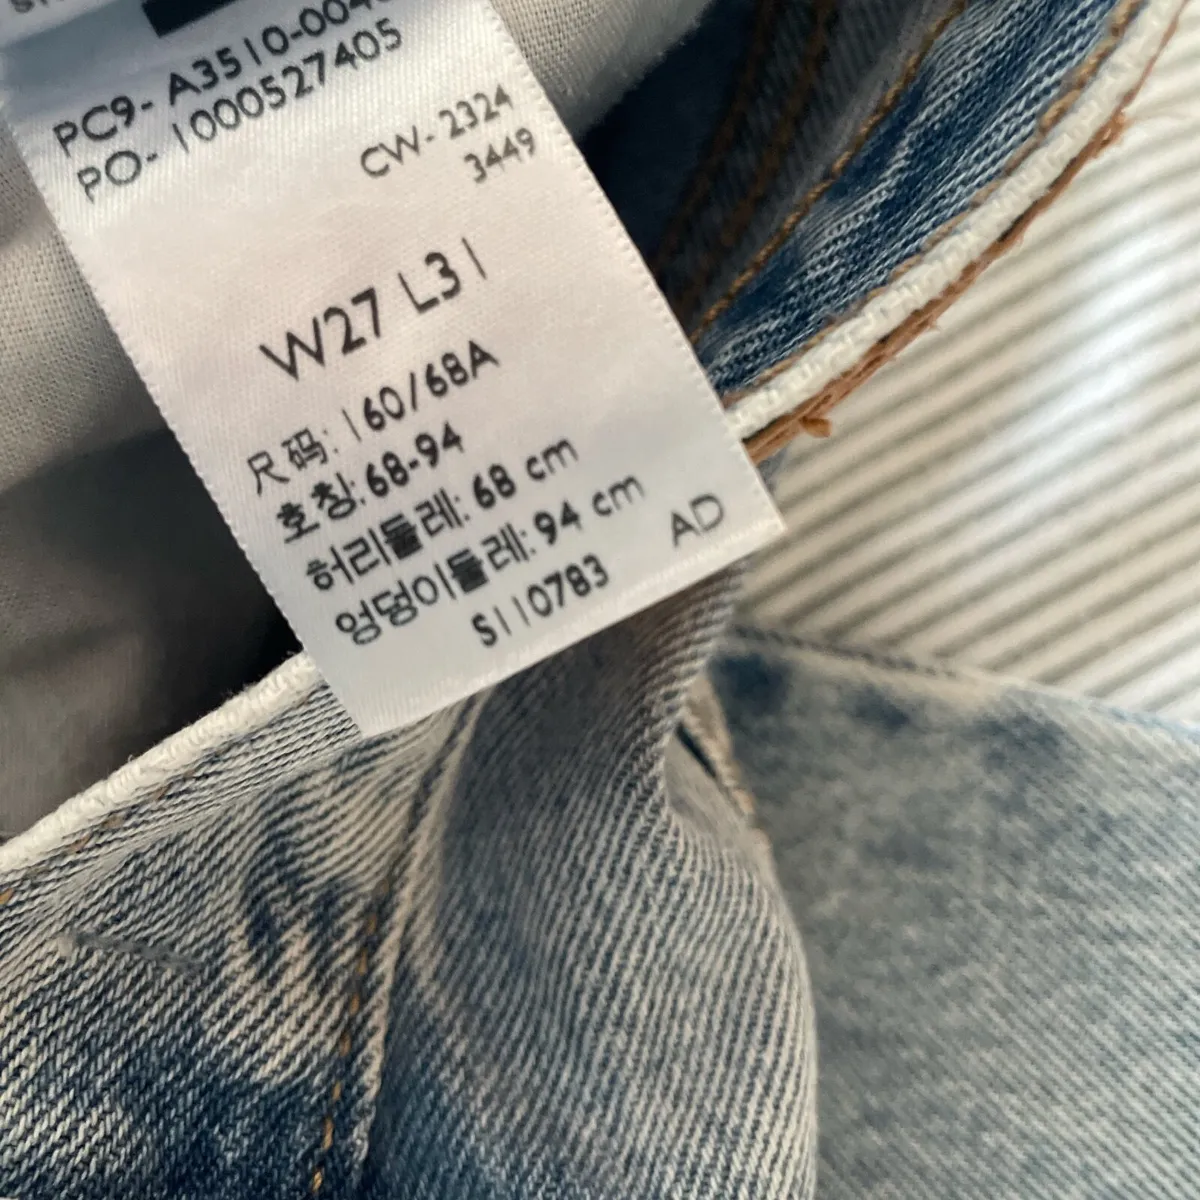 PC9- A3510-004
PO- 1000527405
CW- 2324
3449
W27 L31
尺码: 160/68A
호칭: 68-94
허리둘레: 68 cm
엉덩이둘레: 94 cm
S110783 AD